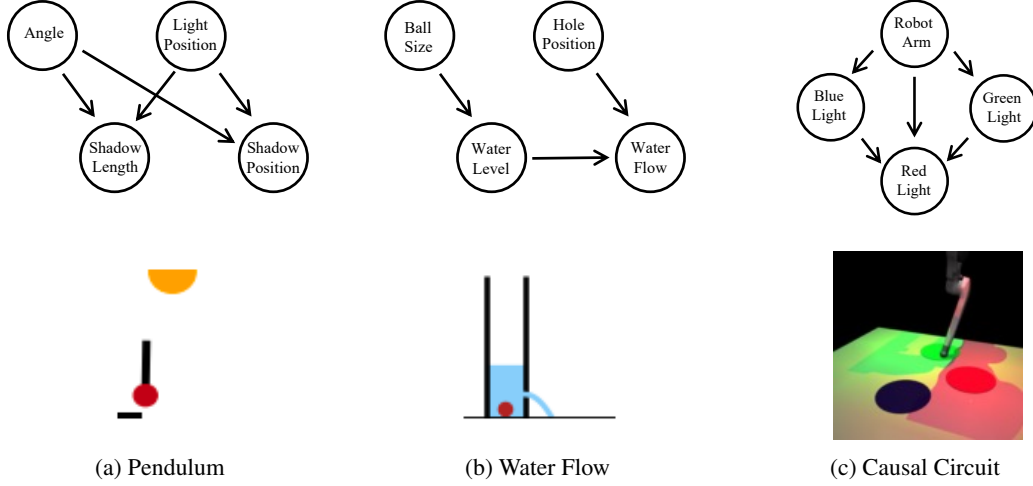 Angle
Light
Position
Shadow
Length
Shadow
Position
Ball
Size
Hole
Position
Water
Level
Water
Flow
Robot
Arm
Blue
Light
Green
Light
Red
Light
(a) Pendulum
(b) Water Flow
(c) Causal Circuit